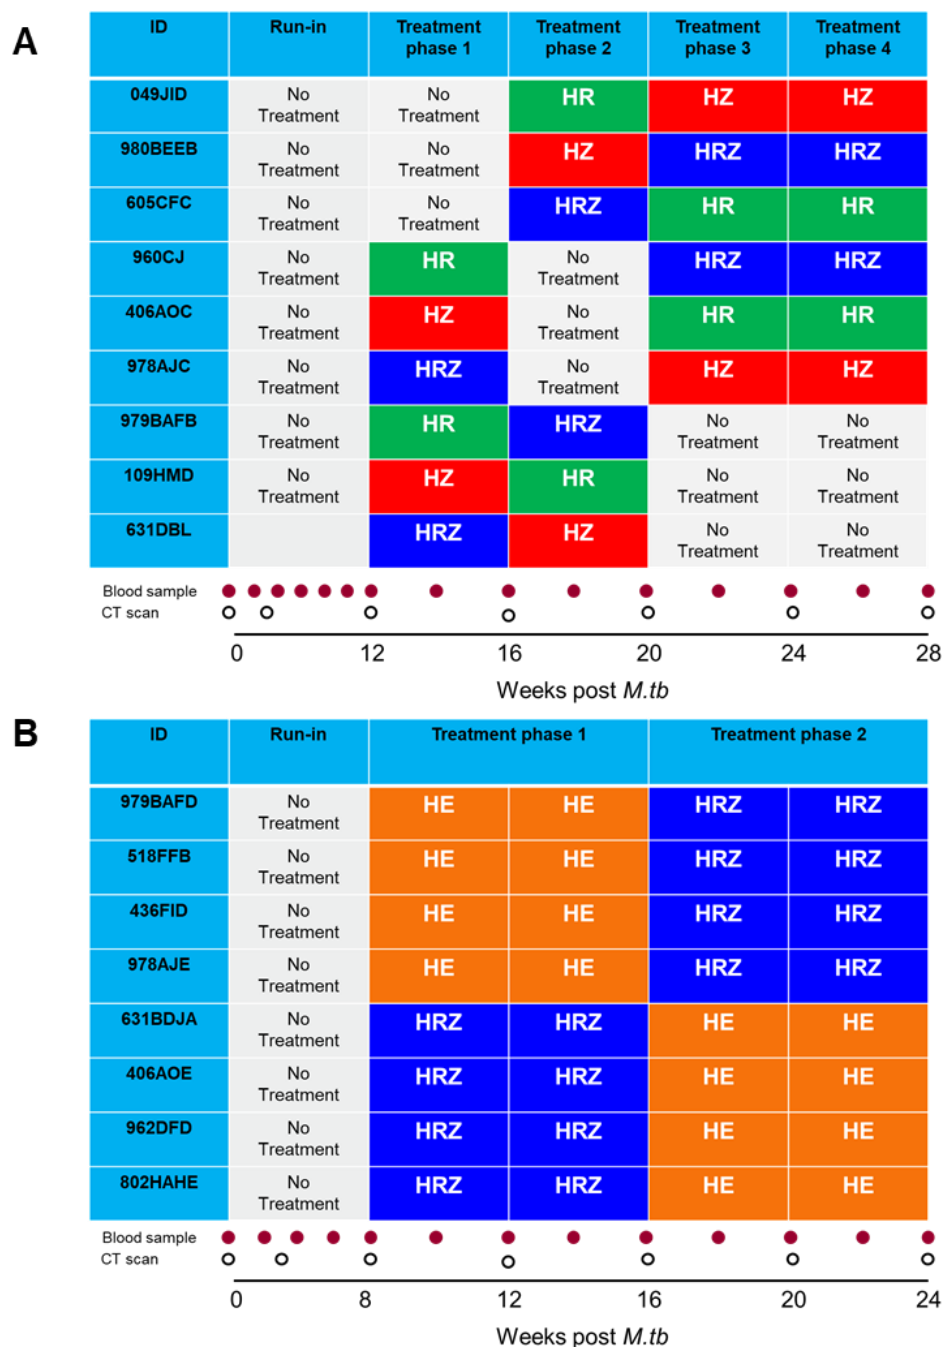 A
ID Run-in Treatment phase 1 Treatment phase 2 Treatment phase 3 Treatment phase 4
049JID No Treatment No Treatment HR HZ HZ
980BEEB No Treatment No Treatment HZ HRZ HRZ
605CFC No Treatment No Treatment HRZ HR HR
960CJ No Treatment HR No Treatment HRZ HRZ
406AOC No Treatment HZ No Treatment HR HR
978AJC No Treatment HRZ No Treatment HZ HZ
979BAFB No Treatment HR HRZ No Treatment No Treatment
109HMD No Treatment HZ HR No Treatment No Treatment
631DBL HRZ HZ No Treatment No Treatment
Blood sample
CT scan
0 12 16 20 24 28
Weeks post M.tb
B
ID Run-in Treatment phase 1 Treatment phase 2
979BAFD No Treatment HE HE HRZ HRZ
518FFB No Treatment HE HE HRZ HRZ
436FID No Treatment HE HE HRZ HRZ
978AJE No Treatment HE HE HRZ HRZ
631BDJA No Treatment HRZ HRZ HE HE
406AOE No Treatment HRZ HRZ HE HE
962DFD No Treatment HRZ HRZ HE HE
802HAHE No Treatment HRZ HRZ HE HE
Blood sample
CT scan
0 8 12 16 20 24
Weeks post M.tb